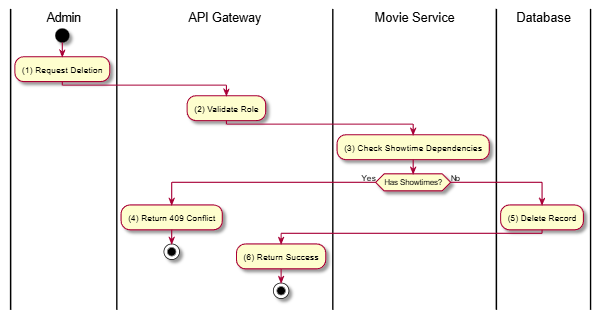 Admin
API Gateway
Movie Service
Database
(1) Request Deletion
(2) Validate Role
(3) Check Showtime Dependencies
Yes
Has Showtimes?
No
(4) Return 409 Conflict
(5) Delete Record
(6) Return Success